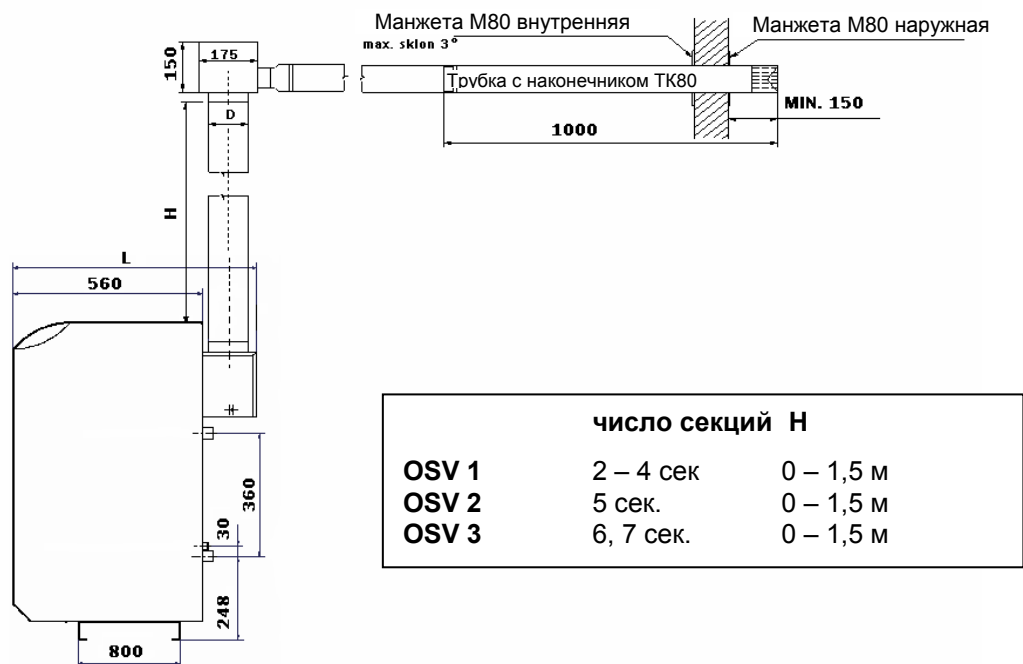 Манжета М80 внутренняя
Манжета М80 наружная
max. sklon 3°
150
175
Трубка с наконечником ТК80
MIN. 150
D
1000
H
L
560
число секций H
OSV 1 2 – 4 сек 0 – 1,5 м
OSV 2 5 сек. 0 – 1,5 м
OSV 3 6, 7 сек. 0 – 1,5 м
360
30
248
800